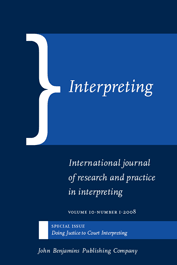 Interpreting
International journal
of research and practice
in interpreting
VOLUME 10 · NUMBER 1 · 2008
SPECIAL ISSUE
Doing Justice to Court Interpreting
John Benjamins Publishing Company